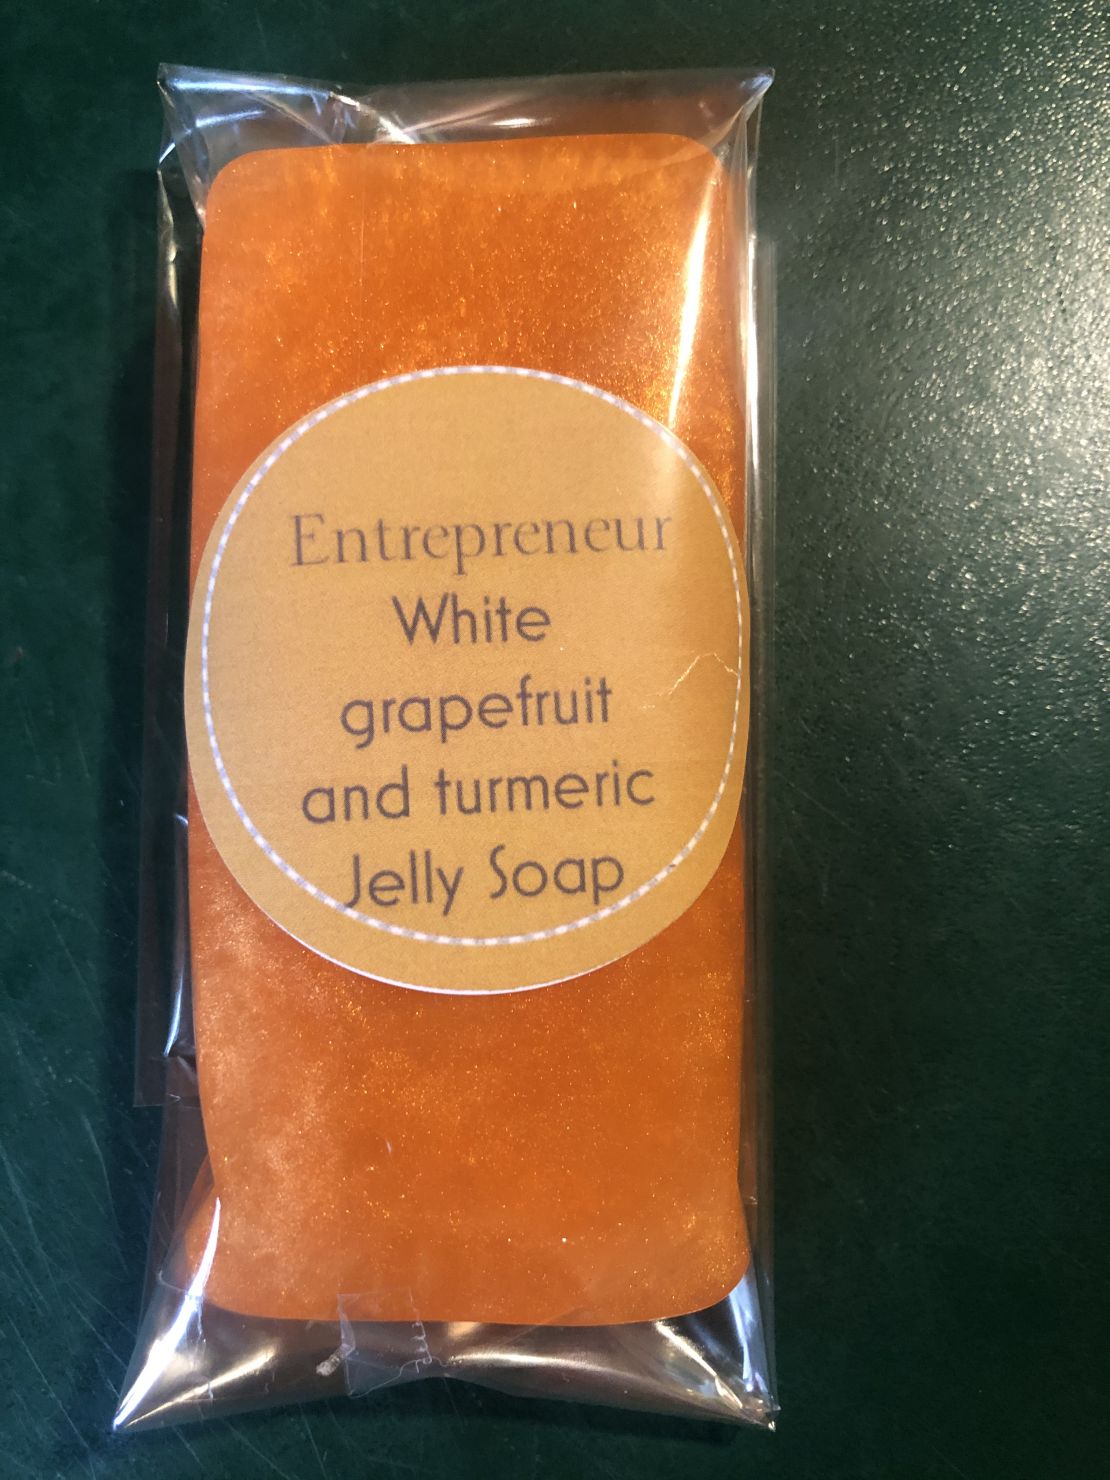 Entrepreneur
White
grapefruit
and turmeric
Jelly Soap